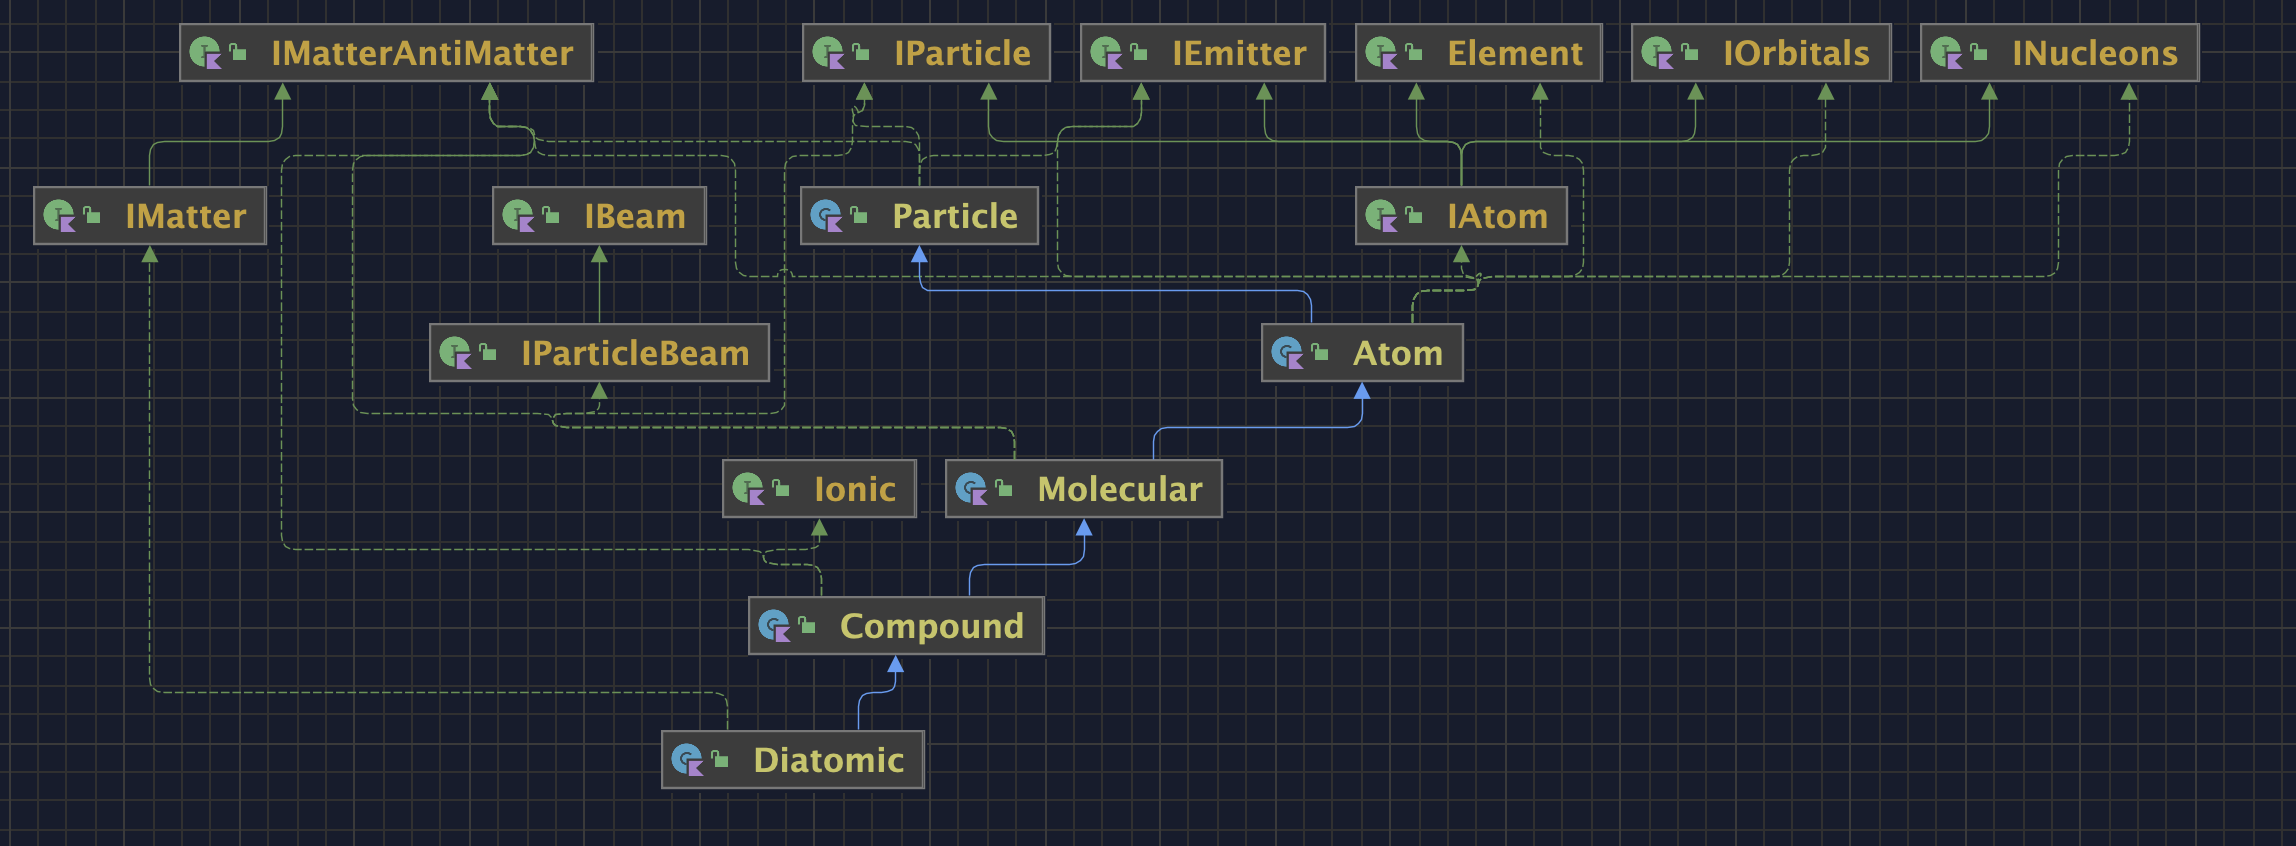 IMatterAntiMatter
IParticle
IEmitter
Element
IOrbitals
INucleons
IMatter
IBeam
Particle
IAtom
IParticleBeam
Atom
Ionic
Molecular
Compound
Diatomic